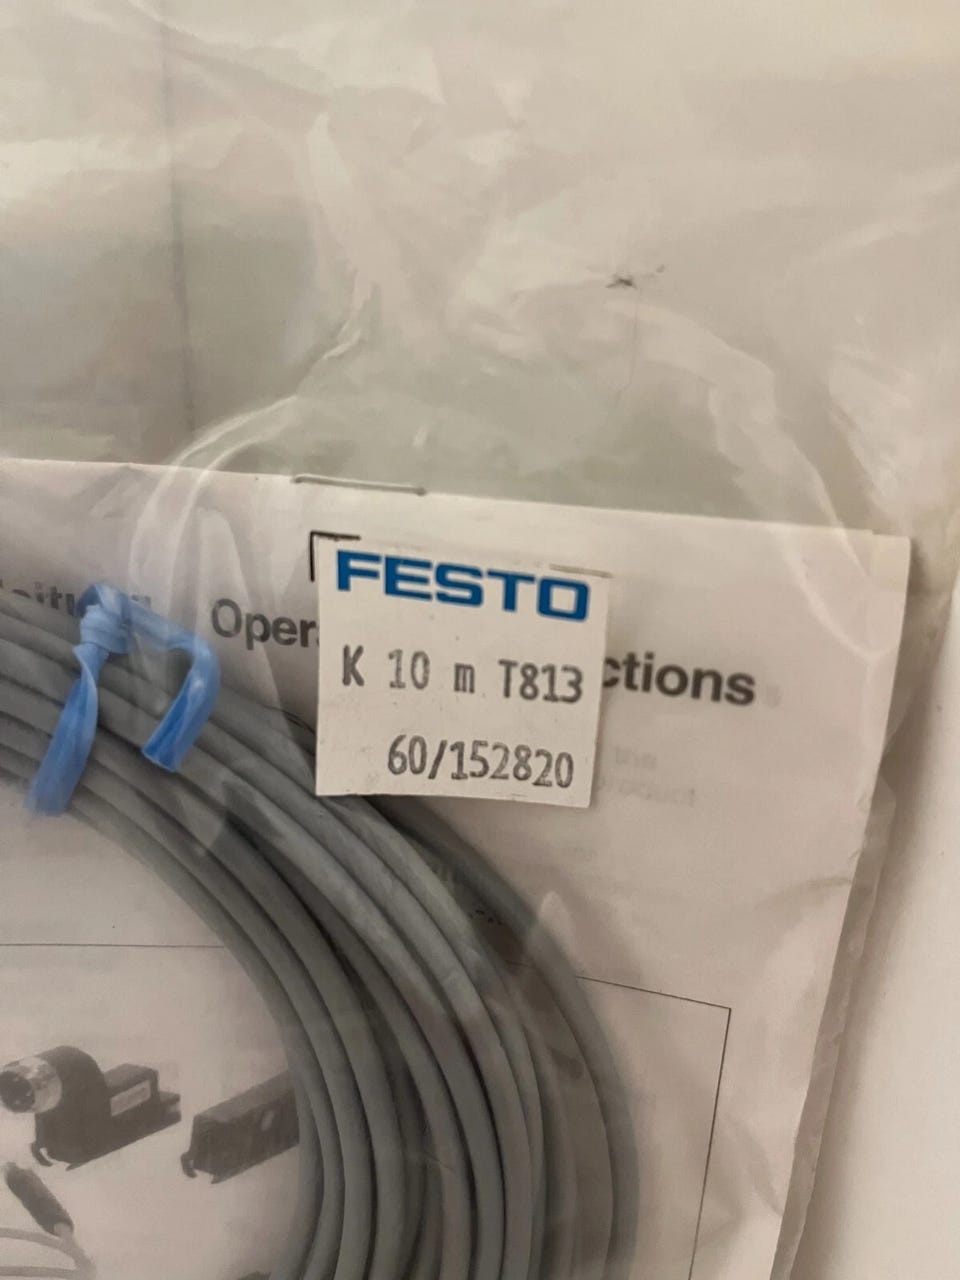 FESTO
K 10 m T813
60/152820
Oper
ctions